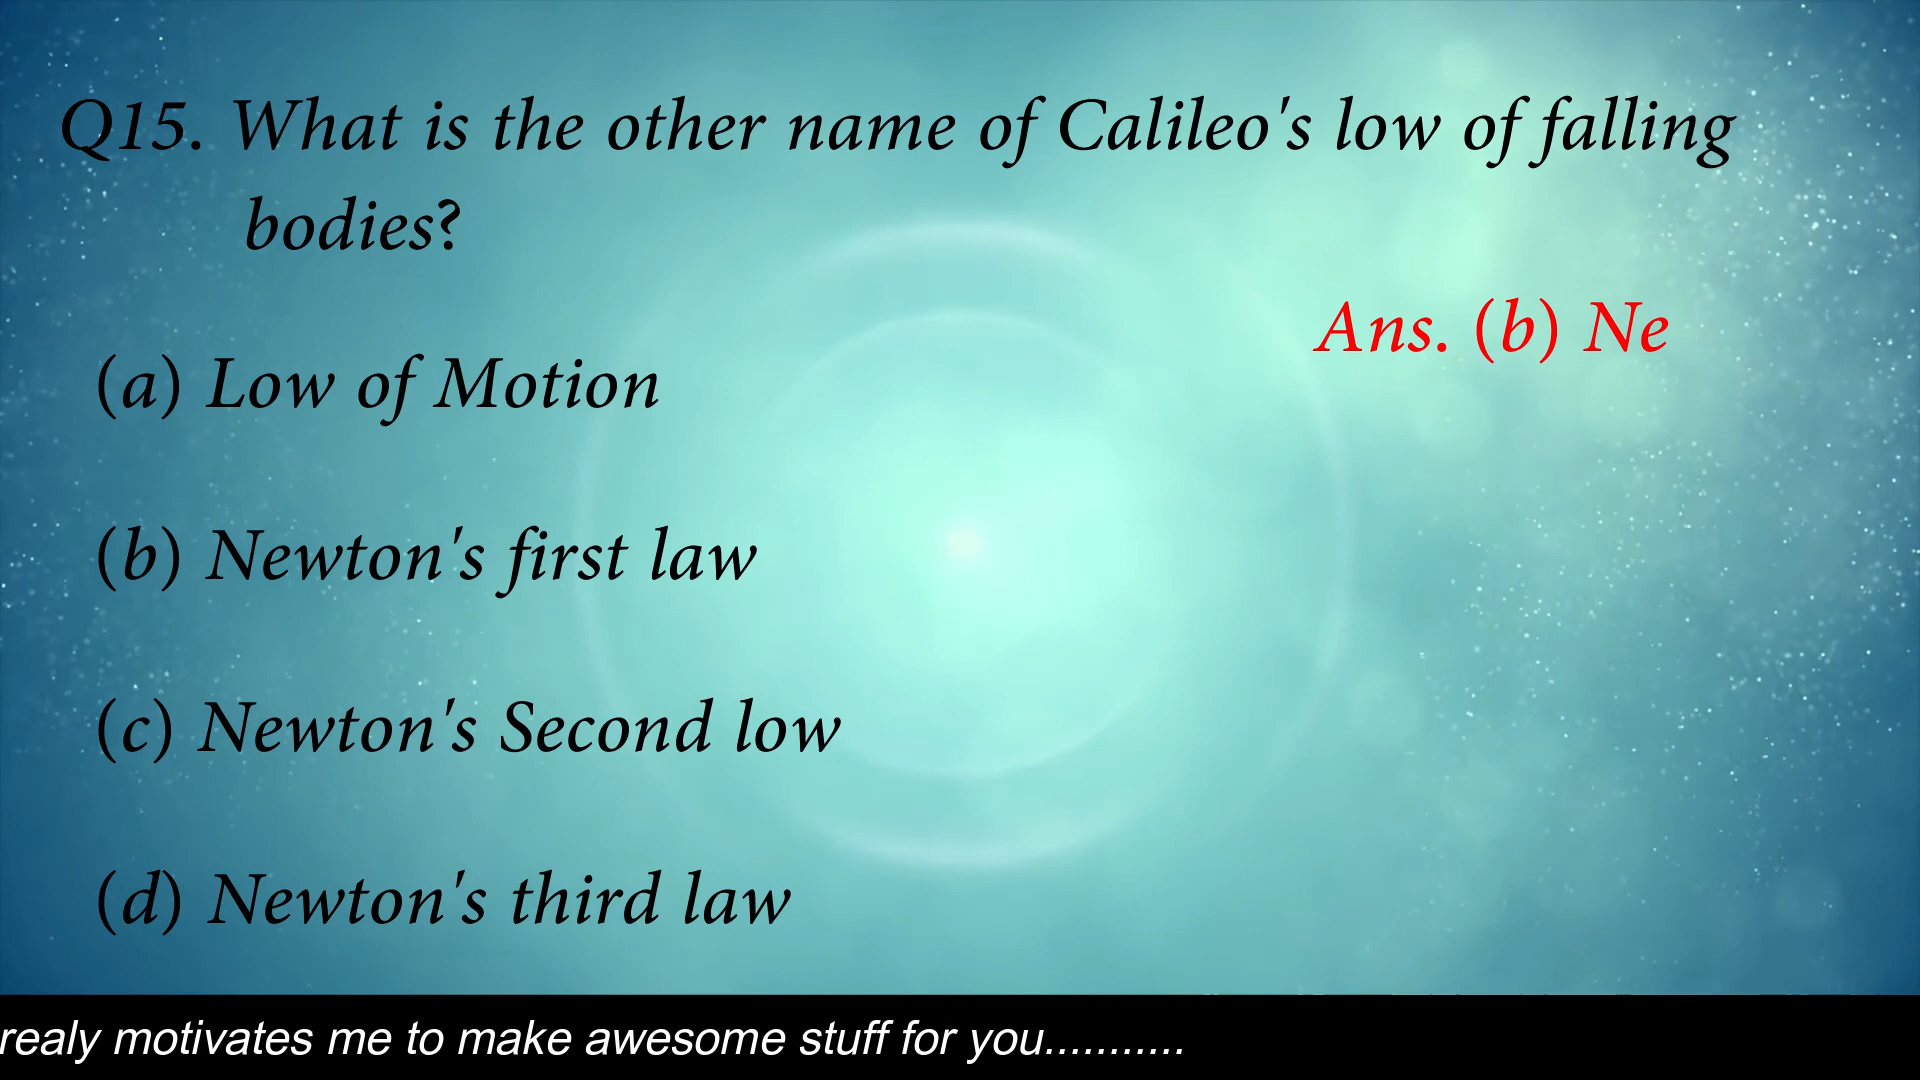 Q15. What is the other name of Calileo's low of falling
bodies?
Ans. (b) Ne
(a) Low of Motion
(b) Newton's first law
(c) Newton's Second low
(d) Newton's third law
realy motivates me to make awesome stuff for you...........